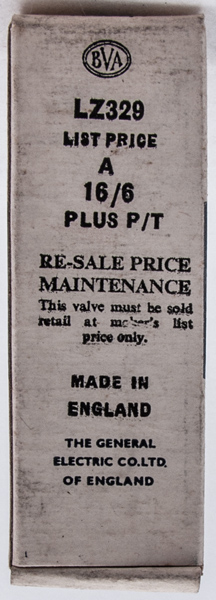 BVA
LZ329
LIST PRICE
A
16/6
PLUS P/T
RE-SALE PRICE
MAINTENANCE
This valve must be sold
retail at maker's list
price only.
MADE IN
ENGLAND
THE GENERAL
ELECTRIC CO.LTD.
OF ENGLAND